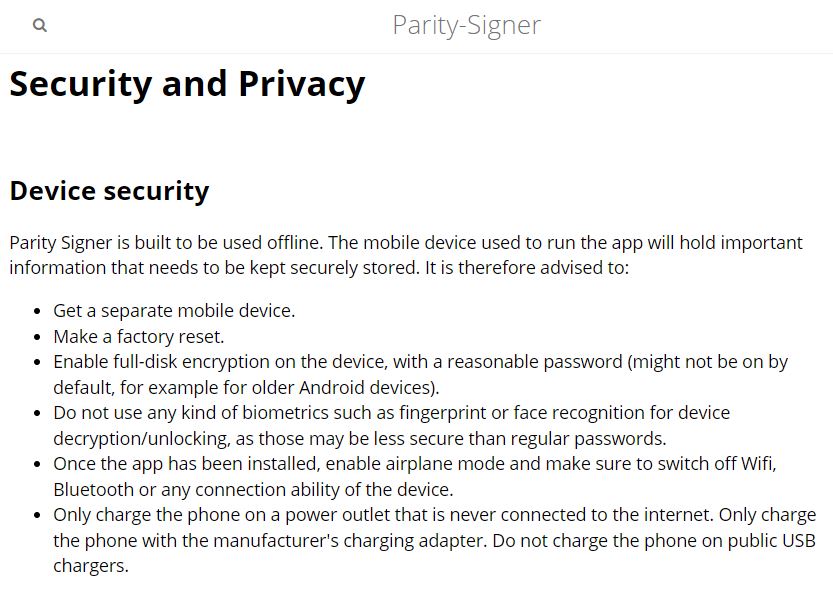 Parity-Signer
Security and Privacy
Device security
Parity Signer is built to be used offline. The mobile device used to run the app will hold important
information that needs to be kept securely stored. It is therefore advised to:
• Get a separate mobile device.
• Make a factory reset.
• Enable full-disk encryption on the device, with a reasonable password (might not be on by
default, for example for older Android devices).
• Do not use any kind of biometrics such as fingerprint or face recognition for device
decryption/unlocking, as those may be less secure than regular passwords.
• Once the app has been installed, enable airplane mode and make sure to switch off Wifi,
Bluetooth or any connection ability of the device.
• Only charge the phone on a power outlet that is never connected to the internet. Only charge
the phone with the manufacturer's charging adapter. Do not charge the phone on public USB
chargers.